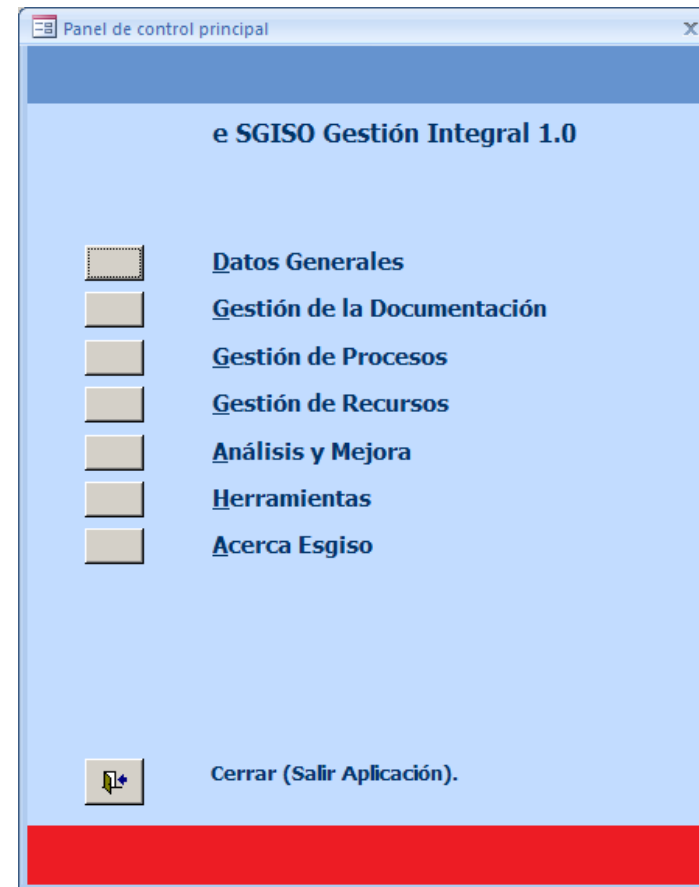 Panel de control principal
e SGISO Gestión Integral 1.0
Datos Generales
Gestión de la Documentación
Gestión de Procesos
Gestión de Recursos
Análisis y Mejora
Herramientas
Acerca Esgiso
Cerrar (Salir Aplicación).